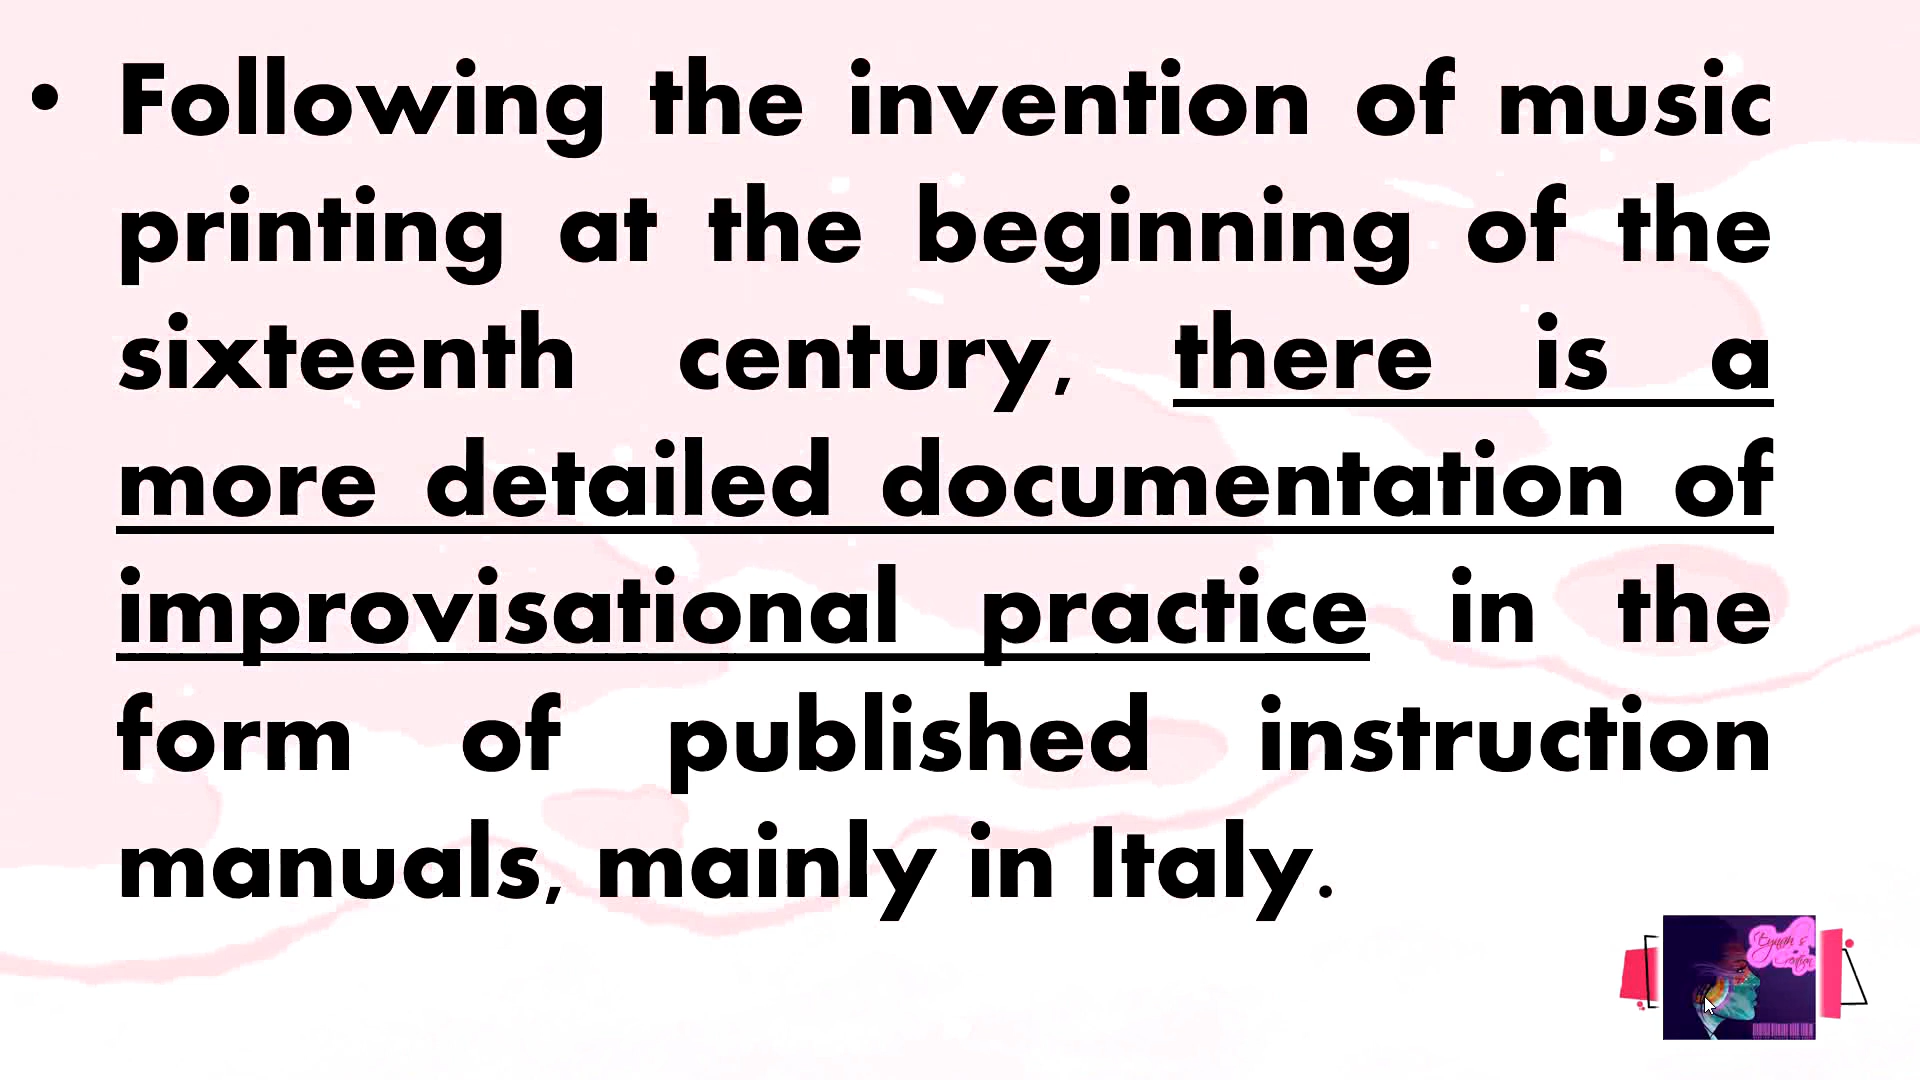 • Following the invention of music
printing at the beginning of the
sixteenth century, there is a
more detailed documentation of
improvisational practice in the
form of published instruction
manuals, mainly in Italy.
Creation